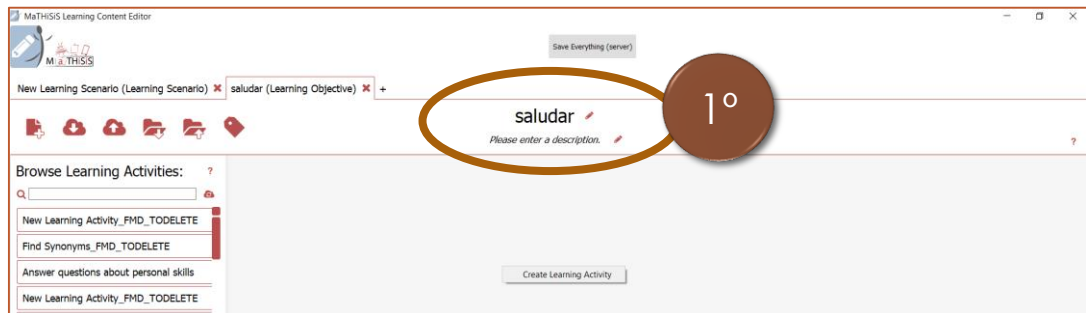 MaTHiSiS Learning Content Editor
MaTHiSiS
Save Everything (server)
New Learning Scenario (Learning Scenario) saludar (Learning Objective) +
saludar
1º
Please enter a description.
?
Browse Learning Activities: ?
New Learning Activity_FMD_TODELETE
Find Synonyms_FMD_TODELETE
Answer questions about personal skills
Create Learning Activity
New Learning Activity_FMD_TODELETE